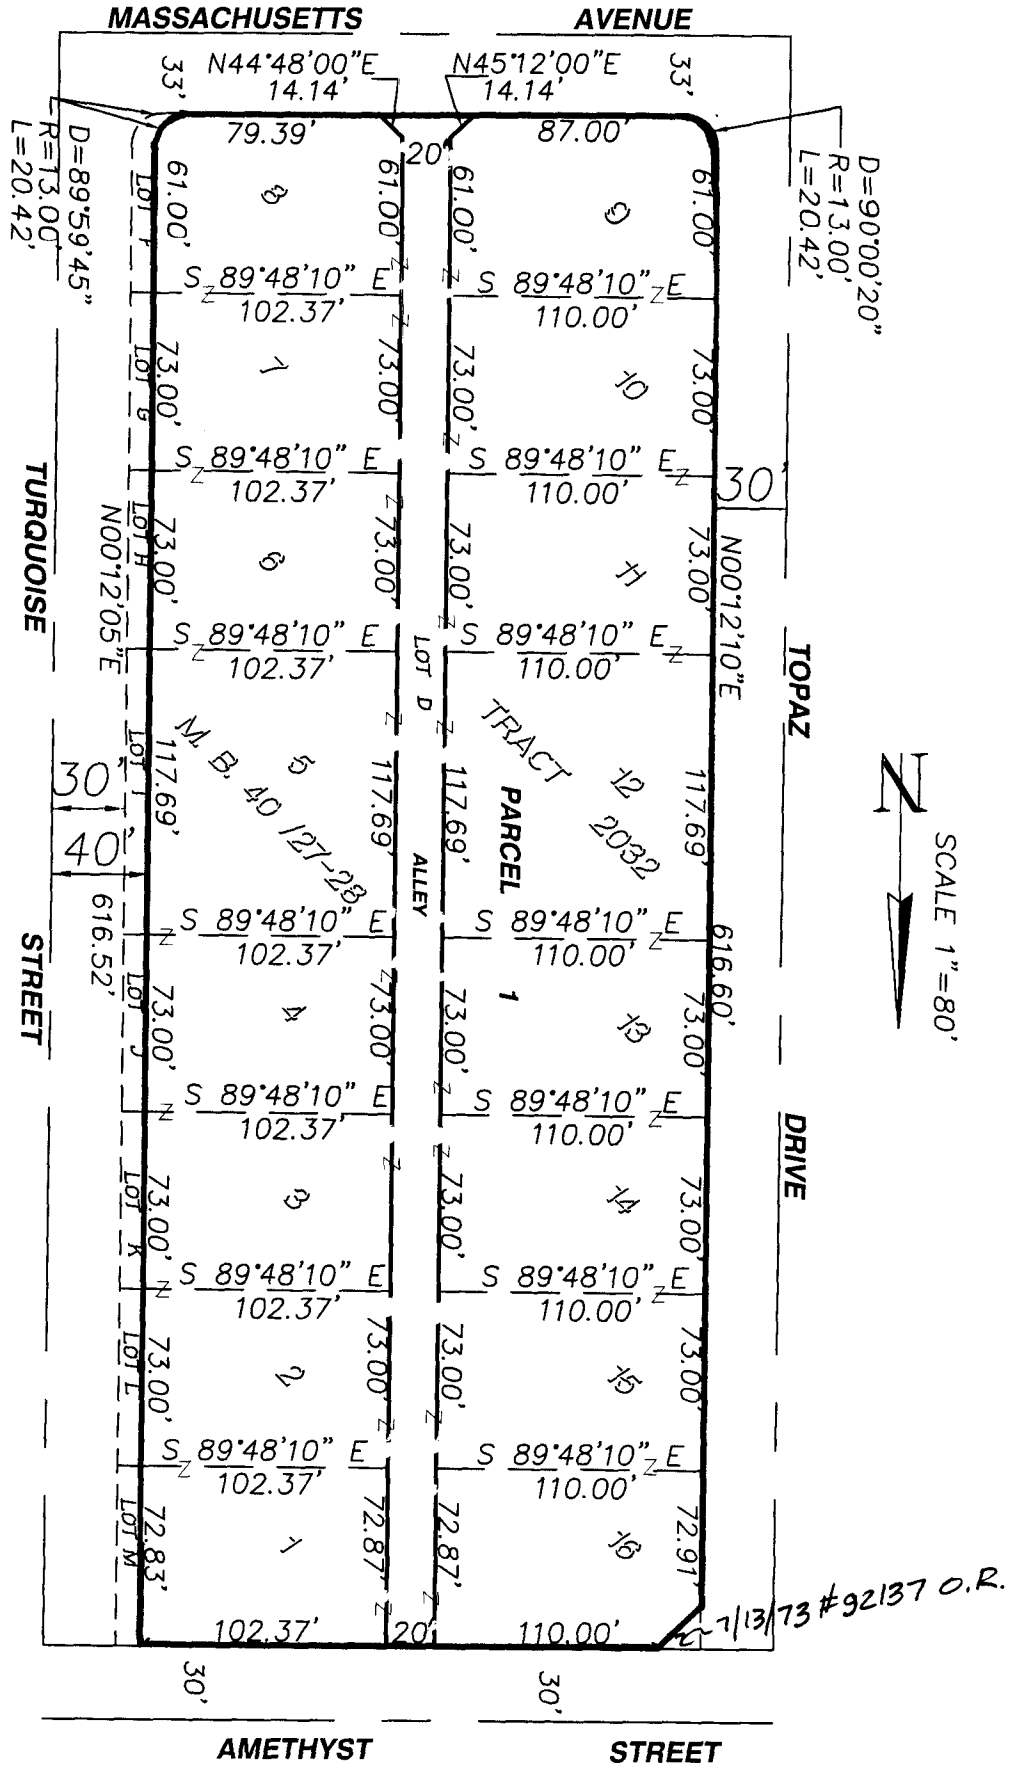 MASSACHUSETTS AVENUE
33' N44°48'00"E N45°12'00"E 33'
14.14' 14.14'
79.39' 20' 87.00'
D=89°59'45"
R=13.00'
L=20.42'
D=90°00'20"
R=13.00'
L=20.42'
61.00' 8 61.00' 61.00' 9 61.00'
LOT F
S 89°48'10" E S 89°48'10" E
102.37' 110.00'
73.00' 7 73.00' 73.00' 10 73.00'
LOT G
S 89°48'10" E S 89°48'10" E
102.37' 110.00'
30'
73.00' 6 73.00' 73.00' 11 73.00'
LOT H
N00°12'05"E N00°12'10"E
S 89°48'10" E S 89°48'10" E
102.37' 110.00'
LOT D
TURQUOISE
TOPAZ
M. B. 40 127-28
TRACT 2032
117.69' 5 117.69' 117.69' 12 117.69'
LOT I
30'
40'
PARCEL 1
ALLEY
N
SCALE 1"=80'
616.52' 616.60'
S 89°48'10" E S 89°48'10" E
102.37' 110.00'
STREET
73.00' 4 73.00' 73.00' 13 73.00'
LOT J
S 89°48'10" E S 89°48'10" E
102.37' 110.00'
DRIVE
73.00' 3 73.00' 14 73.00'
LOT K
S 89°48'10" E S 89°48'10" E
102.37' 110.00'
73.00' 2 73.00' 73.00' 15 73.00'
LOT L
S 89°48'10" E S 89°48'10" E
102.37' 110.00'
72.83' 1 72.87' 72.87' 16 72.91'
LOT M
7/13/73 #92137 O.R.
102.37' 20' 110.00'
30' 30'
AMETHYST STREET